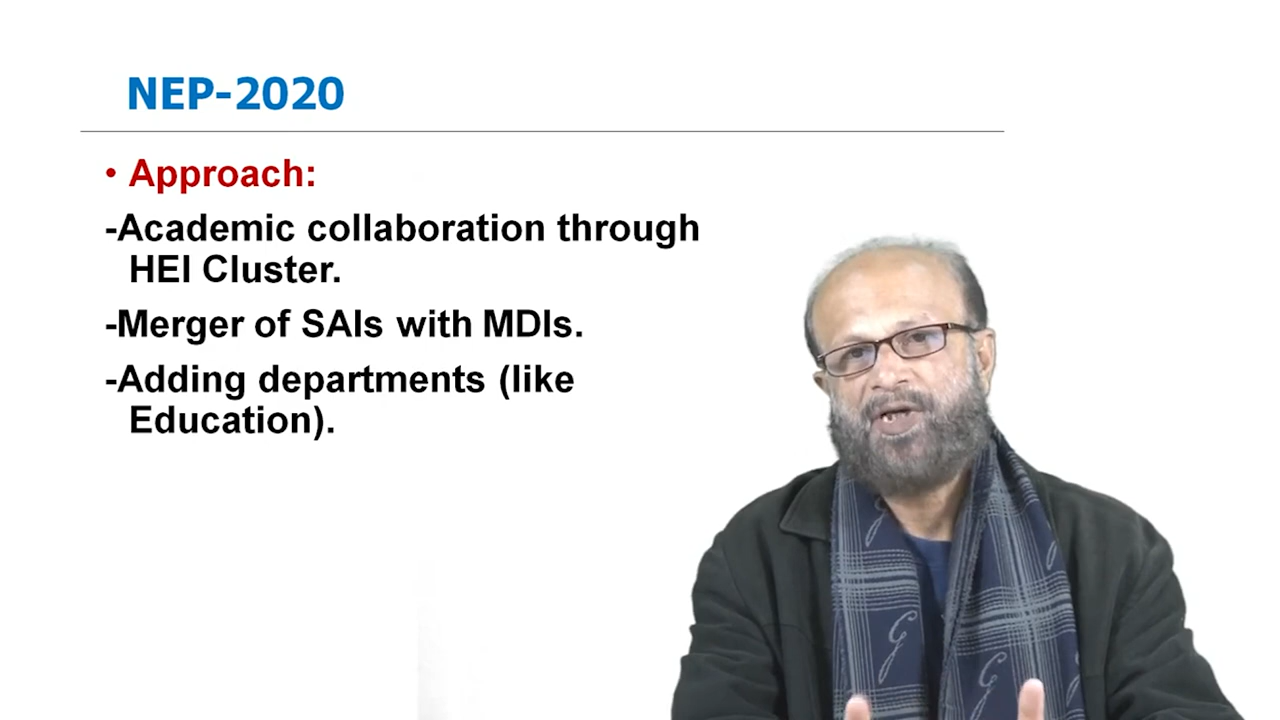 NEP-2020
• Approach:
-Academic collaboration through
HEI Cluster.
-Merger of SAIs with MDIs.
-Adding departments (like
Education).